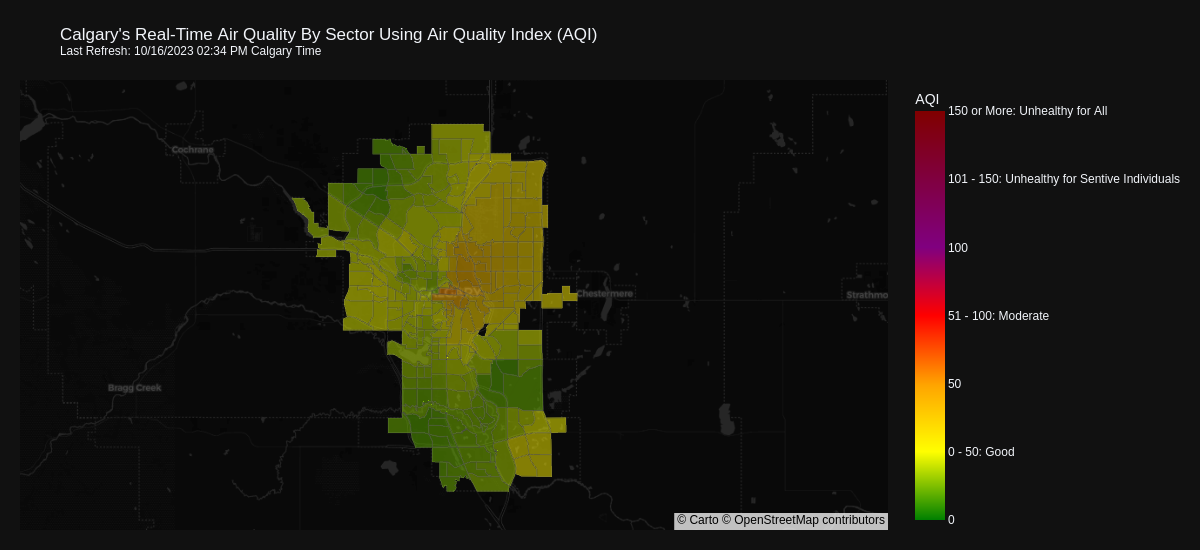 Calgary's Real-Time Air Quality By Sector Using Air Quality Index (AQI)
Last Refresh: 10/16/2023 02:34 PM Calgary Time
AQI
150 or More: Unhealthy for All
101 - 150: Unhealthy for Sentive Individuals
100
51 - 100: Moderate
50
0 - 50: Good
0
Cochrane
Chestermere
Strathmo
Bragg Creek
© Carto © OpenStreetMap contributors